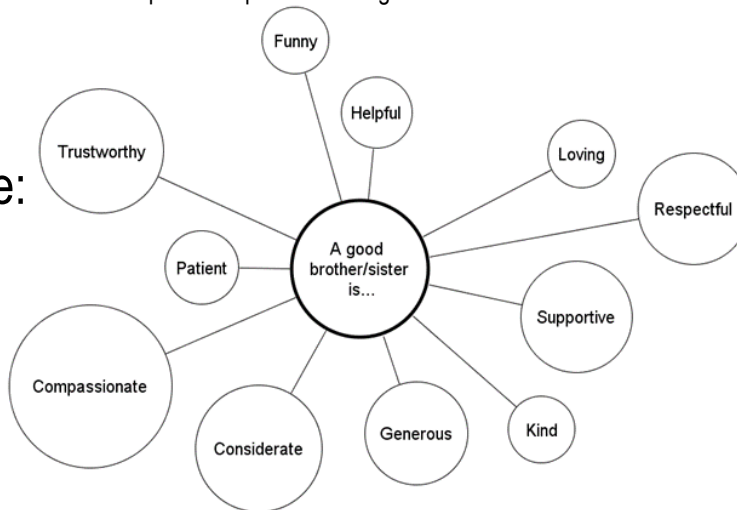 Funny
Helpful
Trustworthy
Loving
e:
Respectful
A good
brother/sister
is...
Patient
Supportive
Compassionate
Considerate
Generous
Kind